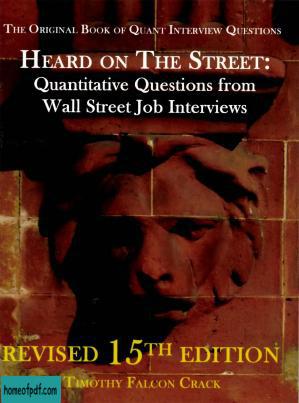 The Original Book of Quant Interview Questions
Heard on The Street:
Quantitative Questions from
Wall Street Job Interviews
REVISED 15TH EDITION
Timothy Falcon Crack
homeofpdf.com